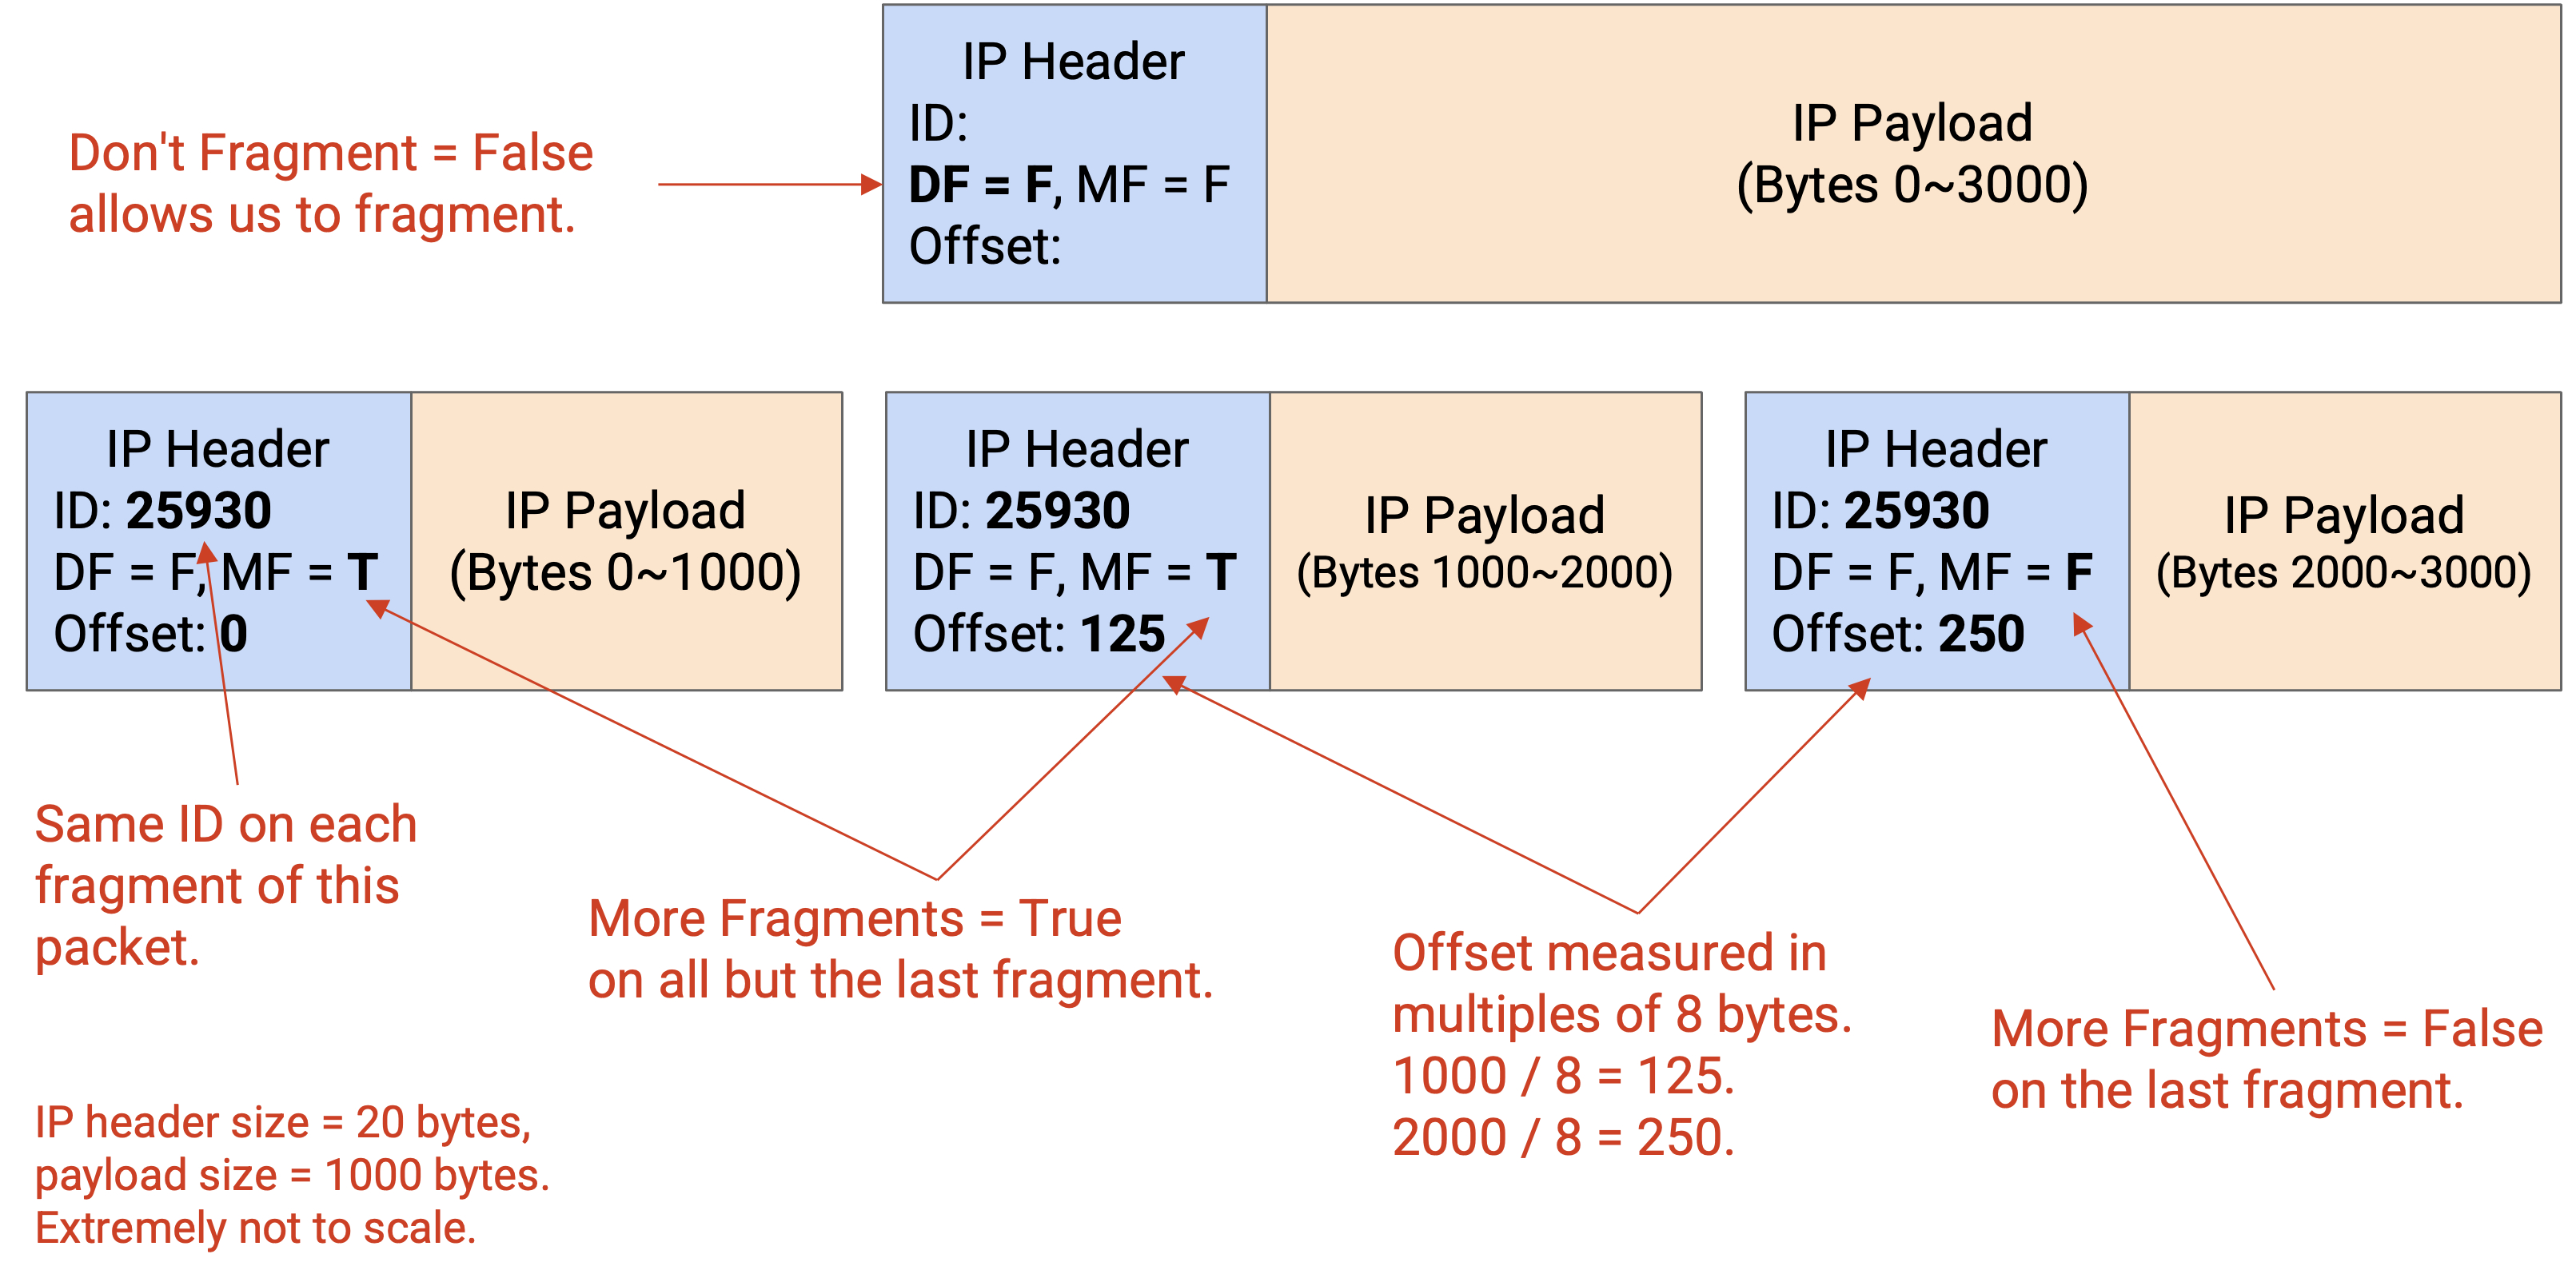 Don't Fragment = False
allows us to fragment.
IP Header
ID:
DF = F, MF = F
Offset:
IP Payload
(Bytes 0~3000)
IP Header
ID: 25930
DF = F, MF = T
Offset: 0
IP Payload
(Bytes 0~1000)
IP Header
ID: 25930
DF = F, MF = T
Offset: 125
IP Payload
(Bytes 1000~2000)
IP Header
ID: 25930
DF = F, MF = F
Offset: 250
IP Payload
(Bytes 2000~3000)
Same ID on each
fragment of this
packet.
More Fragments = True
on all but the last fragment.
Offset measured in
multiples of 8 bytes.
1000 / 8 = 125.
2000 / 8 = 250.
More Fragments = False
on the last fragment.
IP header size = 20 bytes,
payload size = 1000 bytes.
Extremely not to scale.